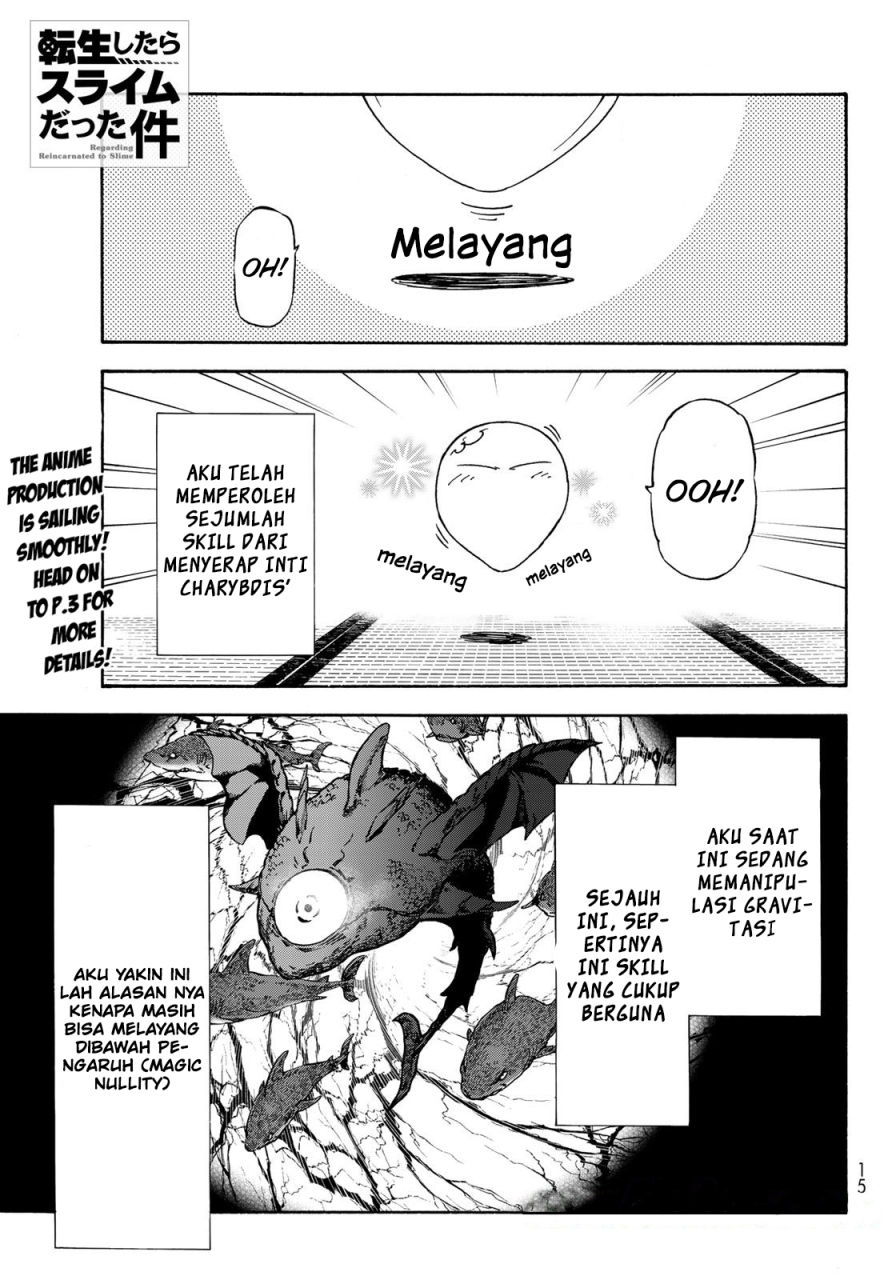 転生したら
スライム
だった件
Regarding
Reincarnated to Slime
Melayang
OH!
OOH!
AKU TELAH
MEMPEROLEH
SEJUMLAH
SKILL DARI
MENYERAP INTI
CHARYBDIS'
melayang
melayang
THE ANIME
PRODUCTION
IS SAILING
SMOOTHLY!
HEAD ON
TO P.3 FOR
MORE
DETAILS!
AKU SAAT
INI SEDANG
MEMANIPU-
LASI GRAVI-
TASI
SEJAUH
INI, SEP-
ERTINYA
INI SKILL
YANG CUKUP
BERGUNA
AKU YAKIN INI
LAH ALASAN NYA
KENAPA MASIH
BISA MELAYANG
DIBAWAH PE-
NGARUH (MAGIC
NULLITY)
15